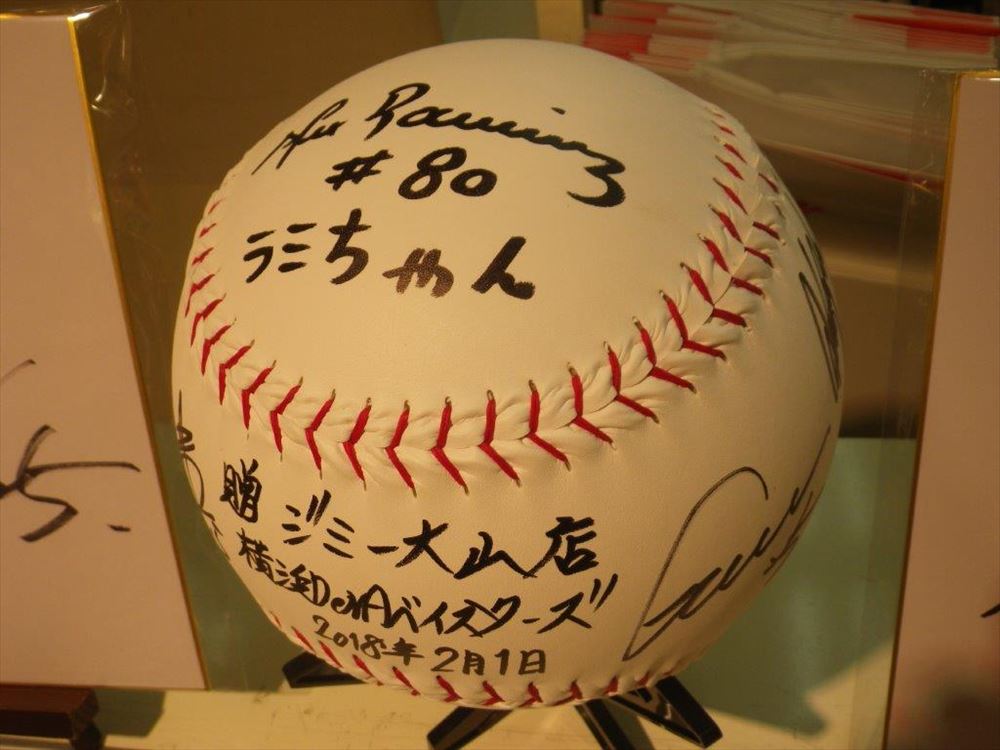 Alex Ramirez
#80
ラミちゃん
贈 ジミー大山店
横浜DeNAベイスターズ
2018年2月1日